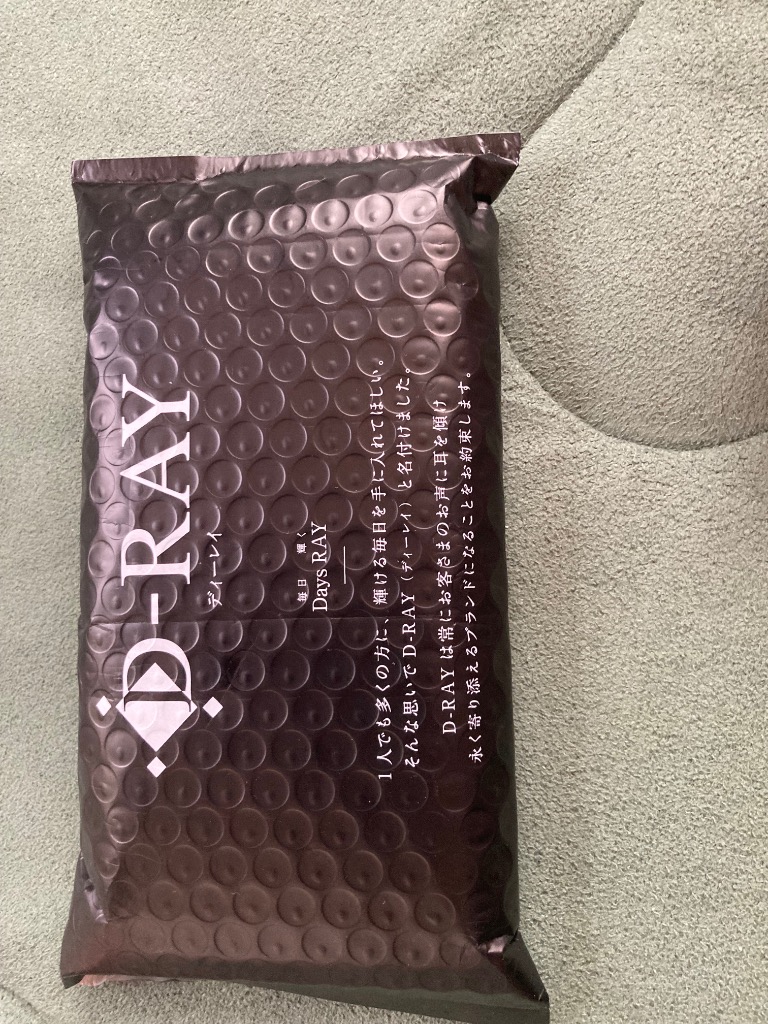 D-RAY
ディーレイ
毎日 輝く
Days RAY
1人でも多くの方に、輝ける毎日を手に入れてほしい。
そんな思いでD-RAY(ディーレイ)と名付けました。
D-RAYは常にお客さまのお声に耳を傾け
永く寄り添えるブランドになることをお約束します。